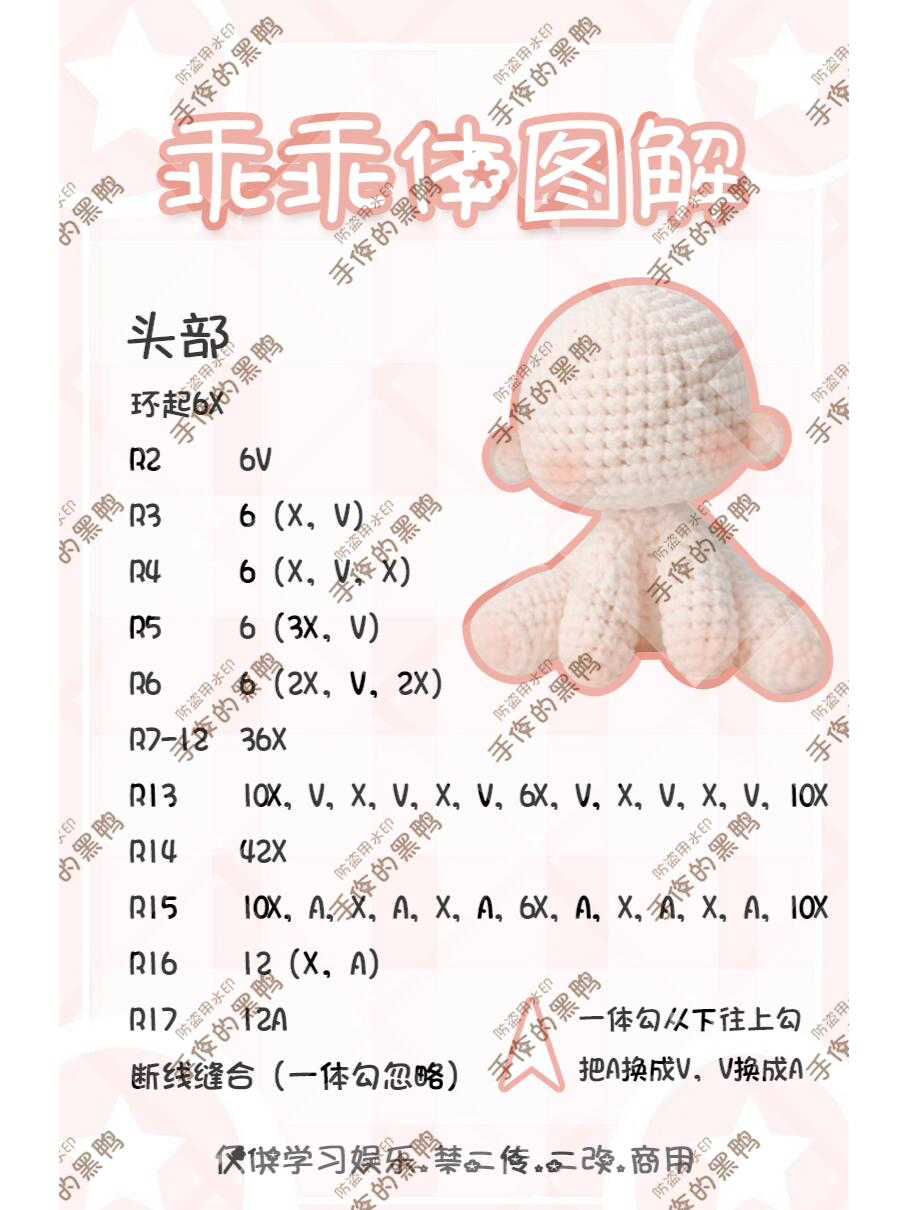 乖乖体图解
头部
环起6X
R2 6V
R3 6（X，V）
R4 6（X，V，X）
R5 6（3X，V）
R6 6（2X，V，2X）
R7-12 36X
R13 10X，V，X，V，X，V，6X，V，X，V，X，V，10X
R14 42X
R15 10X，A，X，A，X，A，6X，A，X，A，X，A，10X
R16 12（X，A）
R17 12A
断线缝合（一体勾忽略）
一体勾从下往上勾
把A换成V，V换成A
仅供学习娱乐.禁二传.二改.商用
防盗用水印
手俊的黑鸭